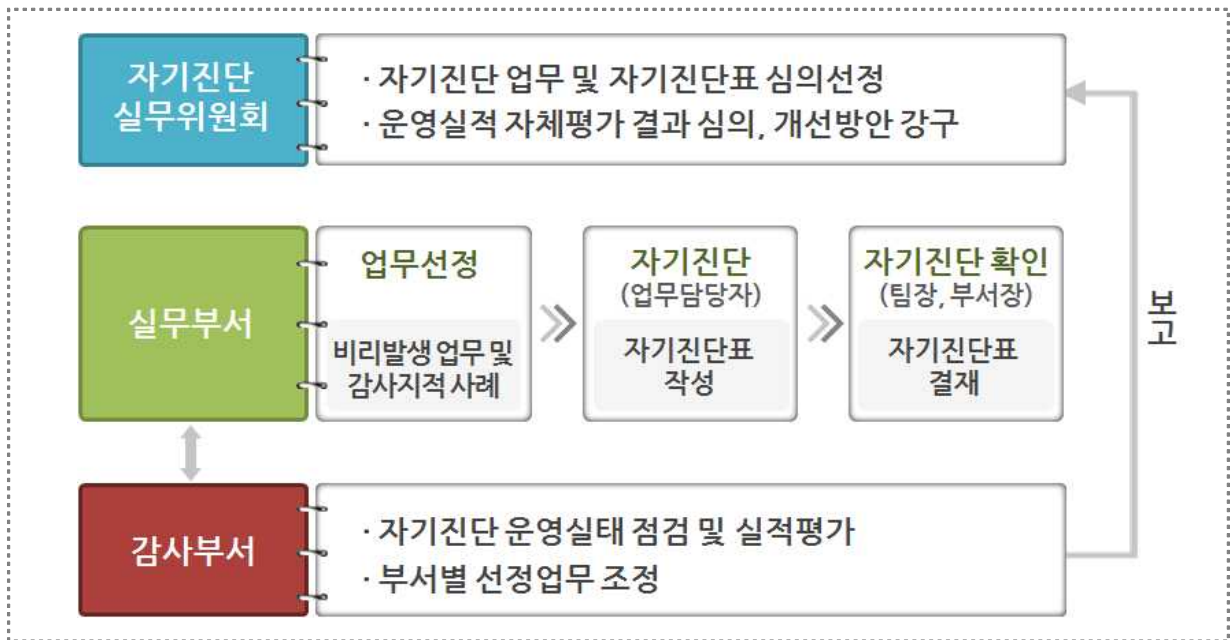 자기진단
실무위원회
· 자기진단 업무 및 자기진단표 심의선정
· 운영실적 자체평가 결과 심의, 개선방안 강구
실무부서
업무선정
비리발생 업무 및
감사지적 사례
자기진단
(업무담당자)
자기진단표
작성
자기진단 확인
(팀장, 부서장)
자기진단표
결재
보고
감사부서
· 자기진단 운영실태 점검 및 실적평가
· 부서별 선정업무 조정